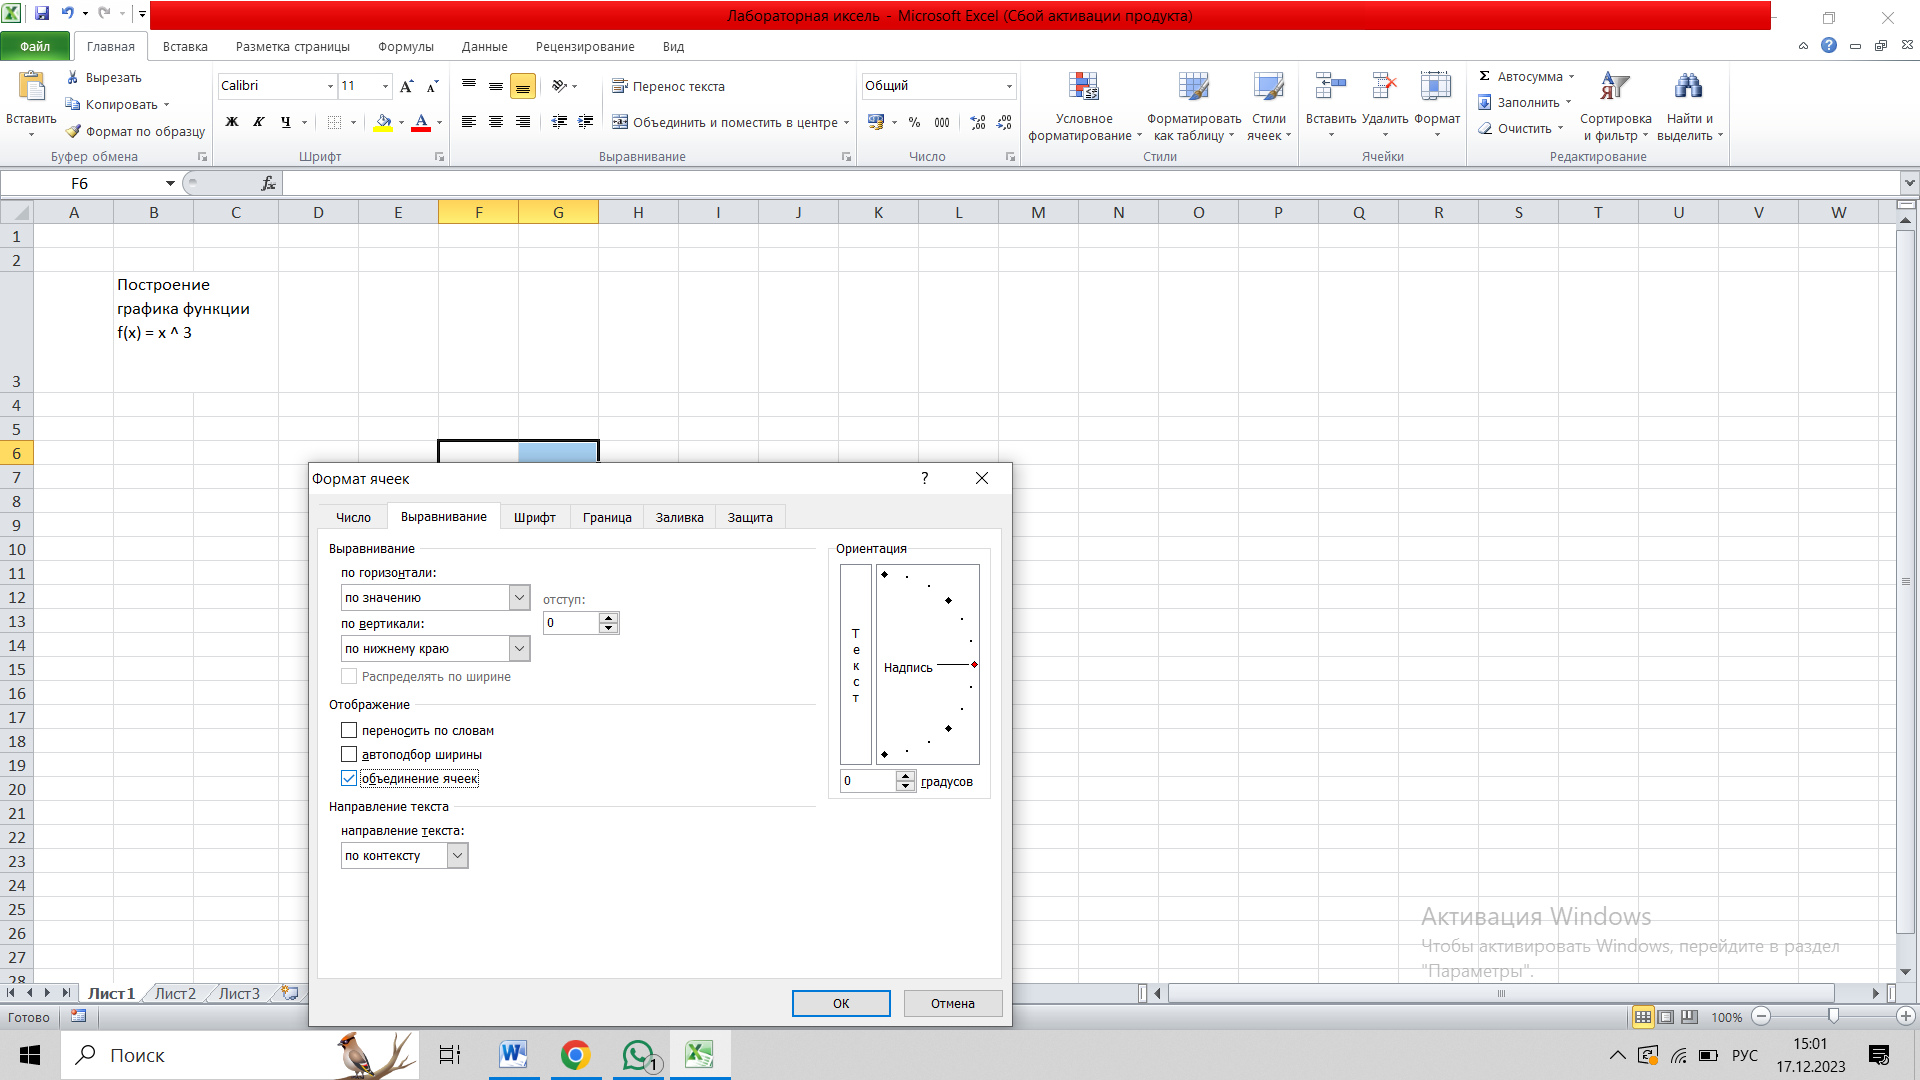 Лабораторная иксель - Microsoft Excel (Сбой активации продукта)
Файл Главная Вставка Разметка страницы Формулы Данные Рецензирование Вид
Вставить
Вырезать
Копировать
Формат по образцу
Буфер обмена
Calibri 11
Ж К Ч А
Шрифт
Перенос текста
Объединить и поместить в центре
Выравнивание
Общий
% 000
Число
Условное форматирование
Форматировать как таблицу
Стили ячеек
Стили
Вставить Удалить Формат
Ячейки
Σ Автосумма
Заполнить
Очистить
Сортировка и фильтр
Найти и выделить
Редактирование
F6 fx
A B C D E F G H I J K L M N O P Q R S T U V W
1
2
Построение
графика функции
f(x) = x ^ 3
3
4
5
6
7
8
9
10
11
12
13
14
15
16
17
18
19
20
21
22
23
24
25
26
27
28
Формат ячеек ?
Число Выравнивание Шрифт Граница Заливка Защита
Выравнивание
по горизонтали:
по значению
отступ:
0
по вертикали:
по нижнему краю
Распределять по ширине
Отображение
переносить по словам
автоподбор ширины
объединение ячеек
Направление текста
направление текста:
по контексту
Ориентация
Текст
Надпись
0 градусов
ОК Отмена
Активация Windows
Чтобы активировать Windows, перейдите в раздел
"Параметры".
Лист1 Лист2 Лист3
Готово
100%
Поиск
1
РУС
15:01
17.12.2023